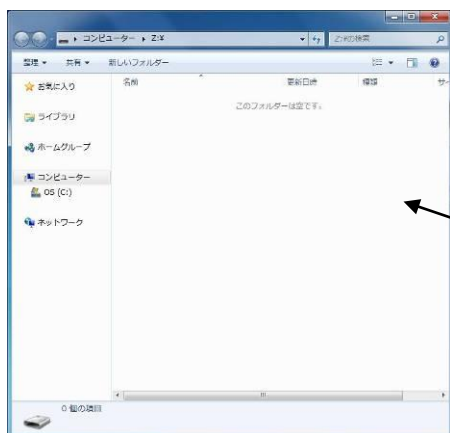 コンピューター ▸ Z:¥
Z:¥の検索
整理 共有 新しいフォルダー
名前 更新日時 種類 サー
このフォルダーは空です。
お気に入り
ライブラリ
ホームグループ
コンピューター
OS (C:)
ネットワーク
0 個の項目